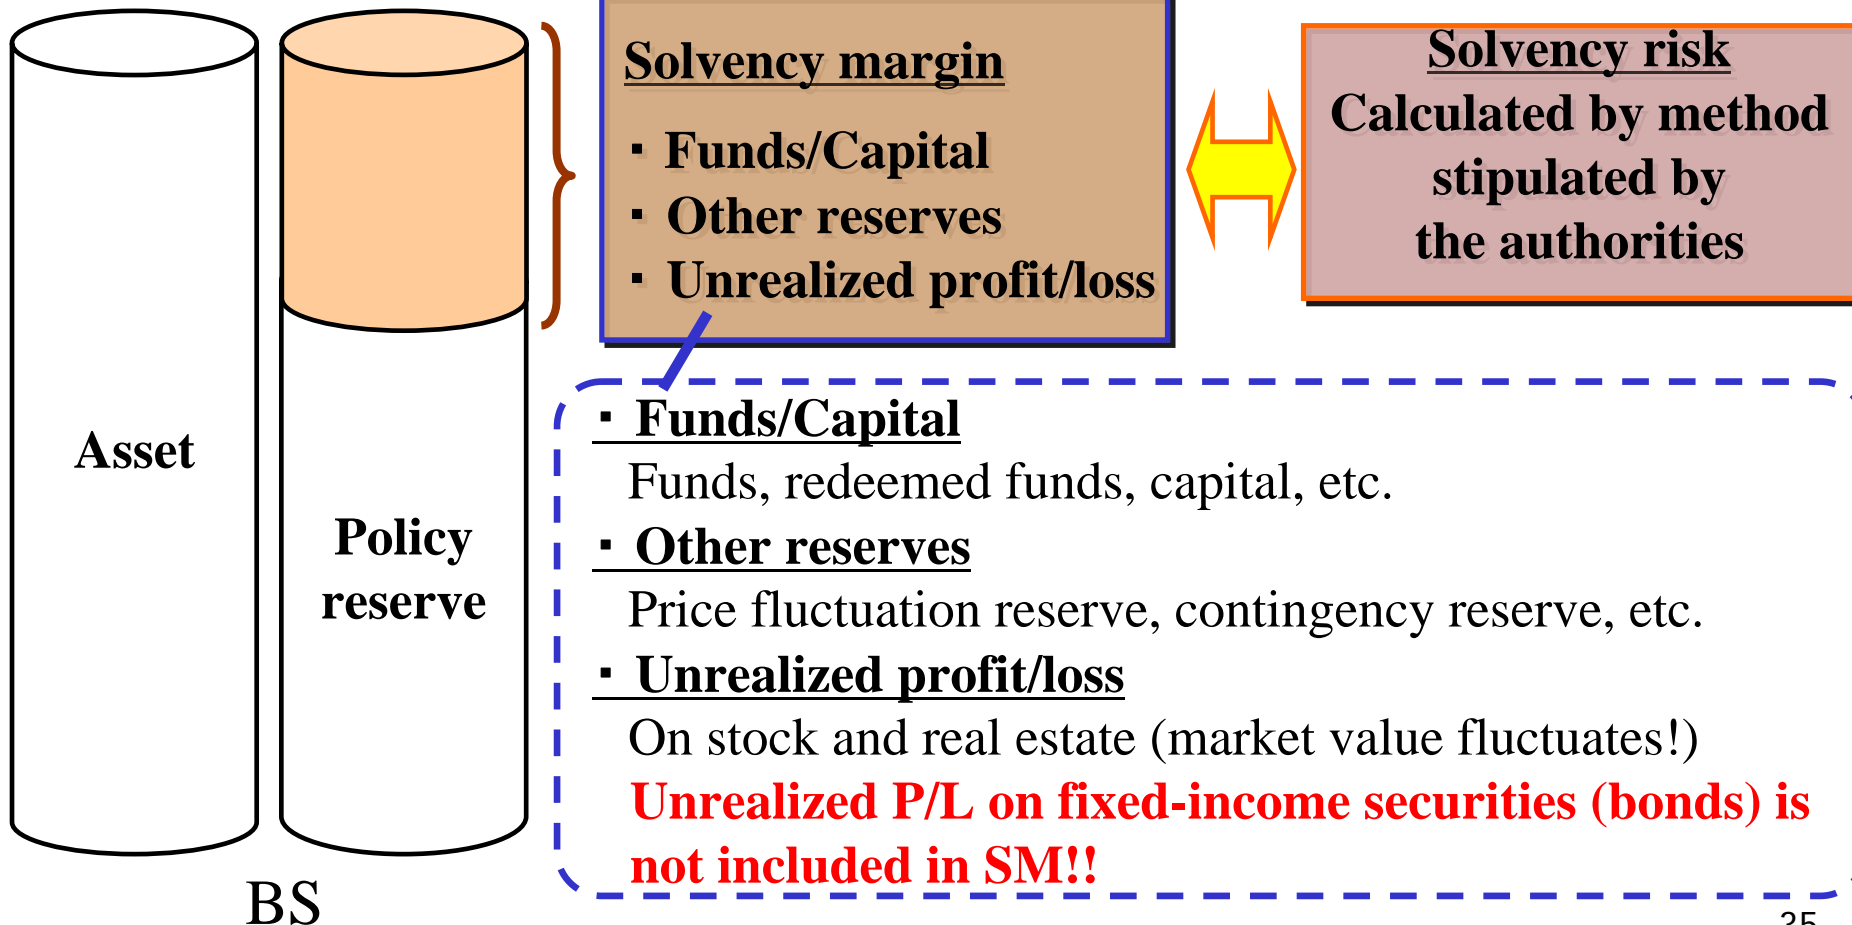 Solvency margin
・Funds/Capital
・Other reserves
・Unrealized profit/loss
Solvency risk
Calculated by method
stipulated by
the authorities
Asset
Policy
reserve
BS
・Funds/Capital
Funds, redeemed funds, capital, etc.
・Other reserves
Price fluctuation reserve, contingency reserve, etc.
・Unrealized profit/loss
On stock and real estate (market value fluctuates!)
Unrealized P/L on fixed-income securities (bonds) is
not included in SM!!
35